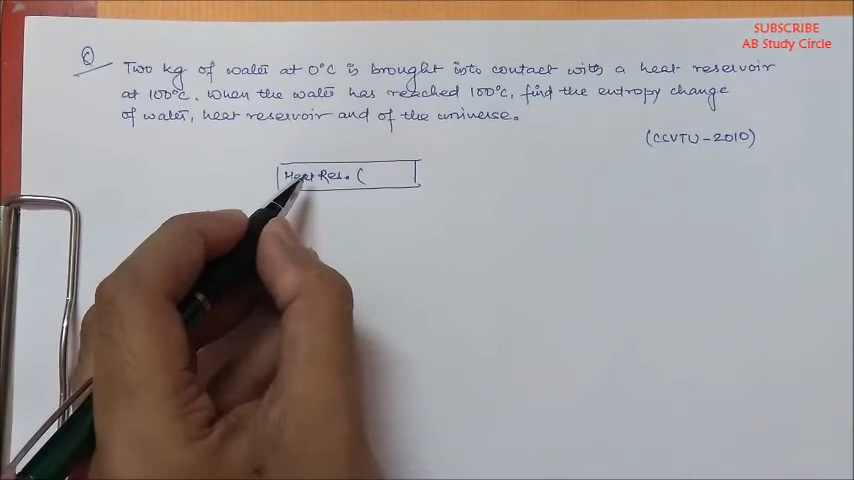 SUBSCRIBE
AB Study Circle
Q
Two kg of water at 0°C is brought into contact with a heat reservoir
at 100°C. When the water has reached 100°C, find the entropy change
of water, heat reservoir and of the universe.
(CCVTU-2010)
Heat Res. (